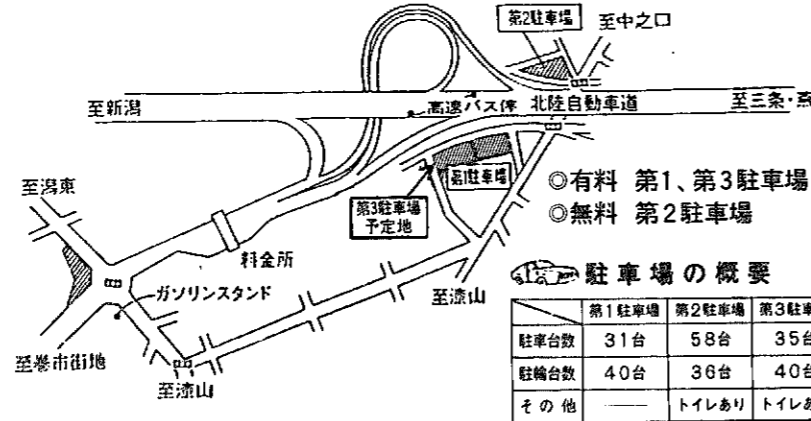 第2駐車場
至中之口
至新潟
高速バス停
北陸自動車道
至三条・
至潟東
第1駐車場
◎有料 第1、第3駐車場
◎無料 第2駐車場
第3駐車場
予定地
料金所
ガソリンスタンド
至漆山
至巻市街地
至漆山
駐車場の概要
第1駐車場 第2駐車場 第3駐車
駐車台数 31台 58台 35台
駐輪台数 40台 36台 40台
その他 ―― トイレあり トイレあ